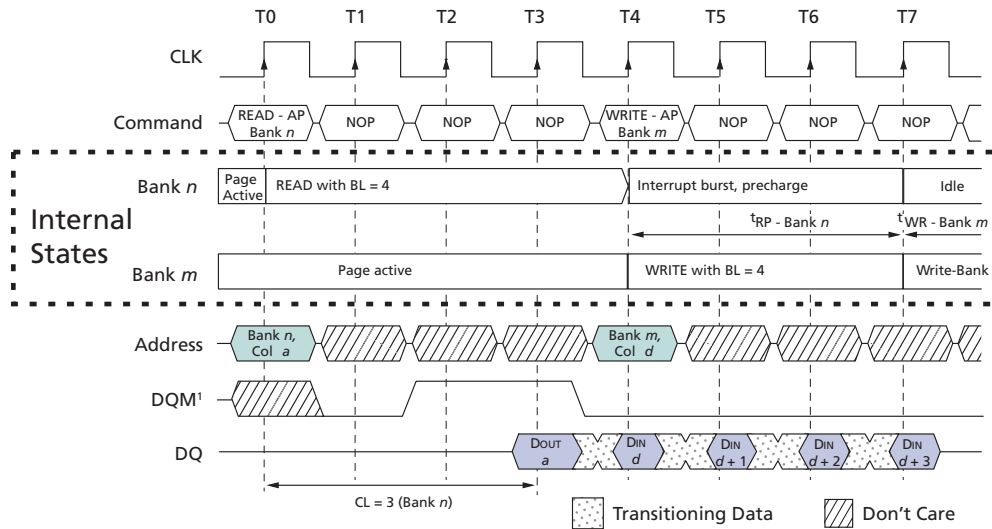 T0 T1 T2 T3 T4 T5 T6 T7
CLK
Command READ - AP Bank n NOP NOP NOP WRITE - AP Bank m NOP NOP NOP
Internal States
Bank n Page Active READ with BL = 4 Interrupt burst, precharge Idle
tRP - Bank n tWR - Bank m
Bank m Page active WRITE with BL = 4 Write-Bank
Address Bank n, Col a Bank m, Col d
DQM1
DQ DOUT a DIN d DIN d + 1 DIN d + 2 DIN d + 3
CL = 3 (Bank n)
Transitioning Data Don't Care